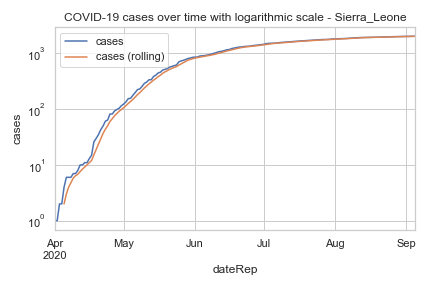 COVID-19 cases over time with logarithmic scale - Sierra_Leone
cases
cases (rolling)
10³
10²
10¹
10⁰
cases
Apr May Jun Jul Aug Sep
2020
dateRep